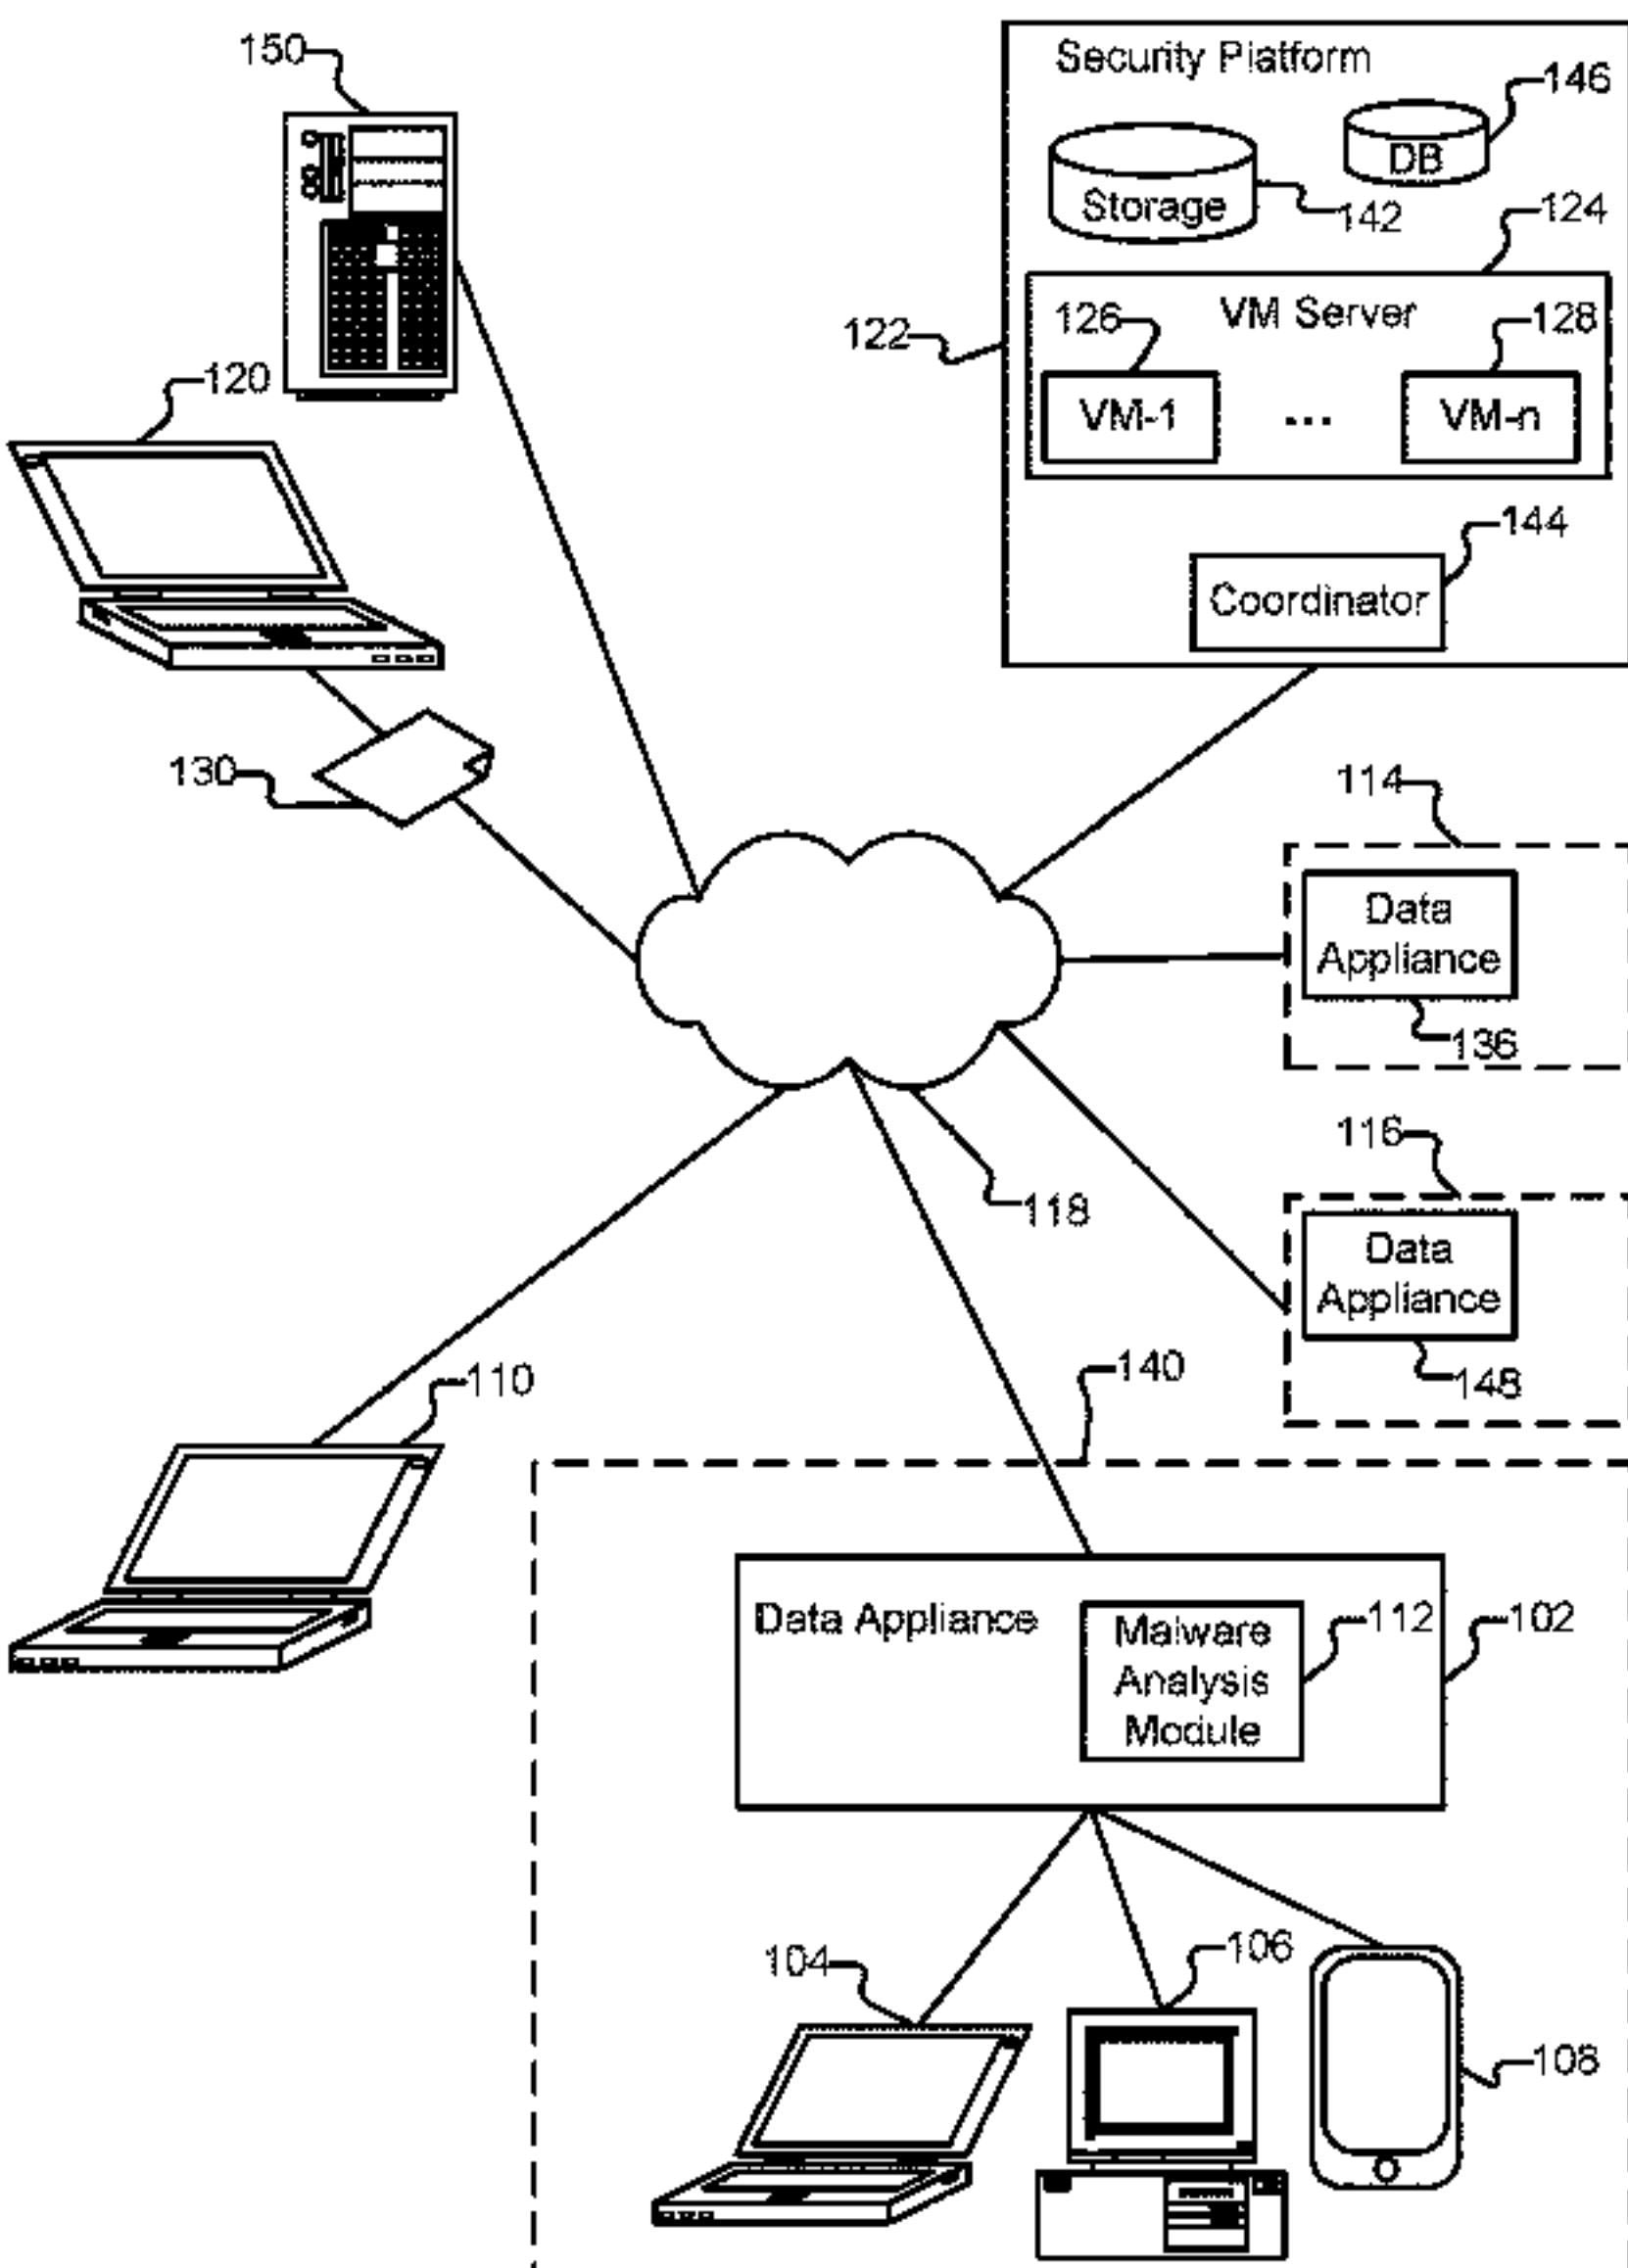 150
Security Platform
146
DB
Storage
142
124
120
122
126
VM Server
128
VM-1
...
VM-n
144
Coordinator
130
114
Data
Appliance
136
116
118
Data
Appliance
148
140
110
Data Appliance
Malware
Analysis
Module
112
102
104
106
108